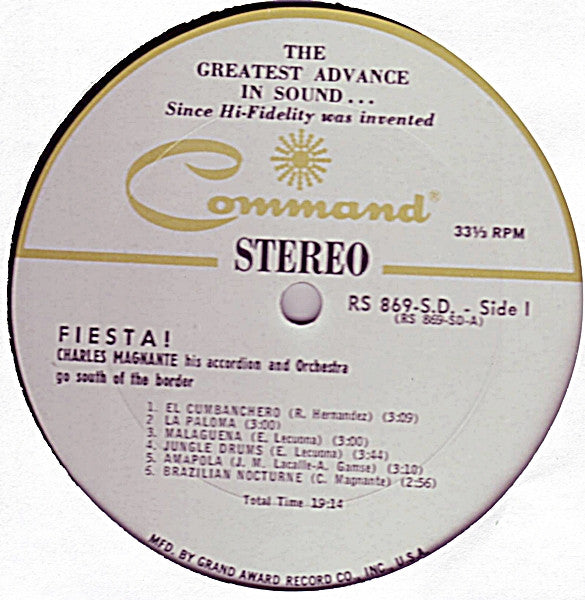 THE
GREATEST ADVANCE
IN SOUND...
Since Hi-Fidelity was invented
Command®
33⅓ RPM
STEREO
RS 869-S.D. - Side 1
(RS 869-SD-A)
FIESTA!
CHARLES MAGNANTE his accordion and Orchestra
go south of the border
1. EL CUMBANCHERO (R. Hernandez) (3:09)
2. LA PALOMA (3:00)
3. MALAGUENA (E. Lecuona) (3:00)
4. JUNGLE DRUMS (E. Lecuona) (3:44)
5. AMAPOLA (J. M. Lacalle-A. Gamse) (3:10)
6. BRAZILIAN NOCTURNE (C. Magnante) (2:56)
Total Time 19:14
MFD. BY GRAND AWARD RECORD CO., INC., U.S.A.